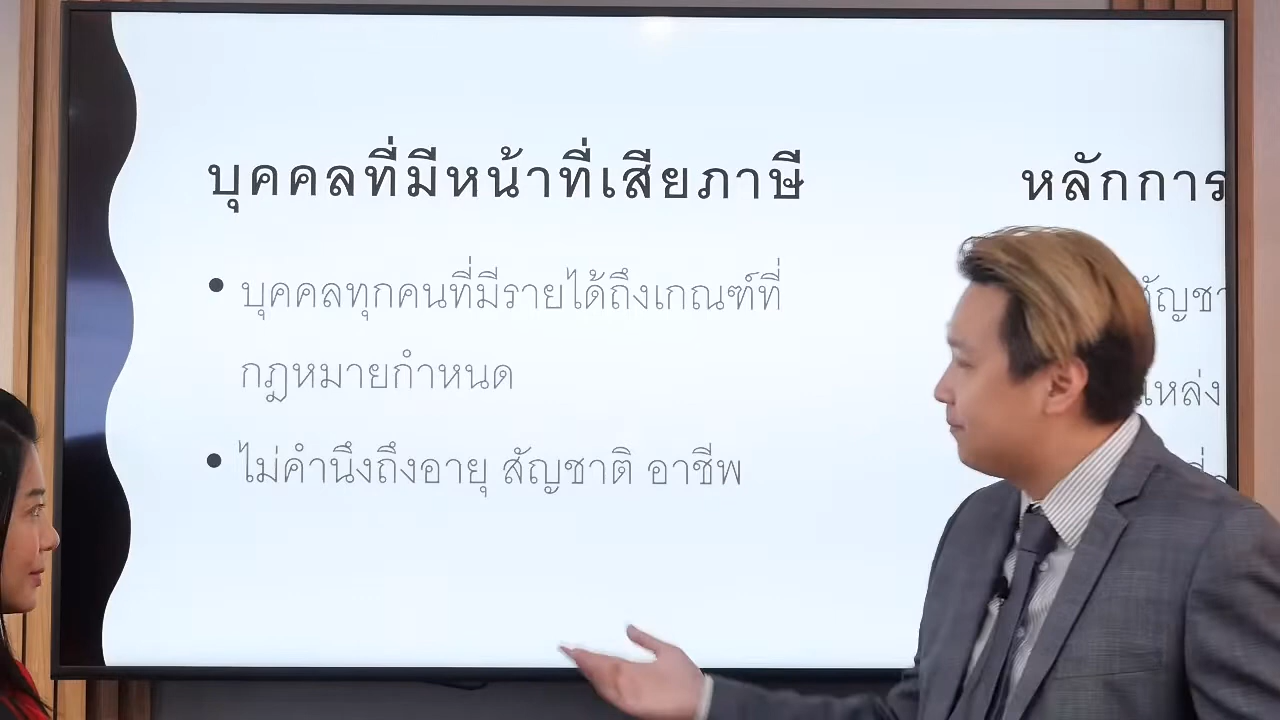 บุคคลที่มีหน้าที่เสียภาษี
• บุคคลทุกคนที่มีรายได้ถึงเกณฑ์ที่
กฎหมายกำหนด
• ไม่คำนึงถึงอายุ สัญชาติ อาชีพ
หลักการ